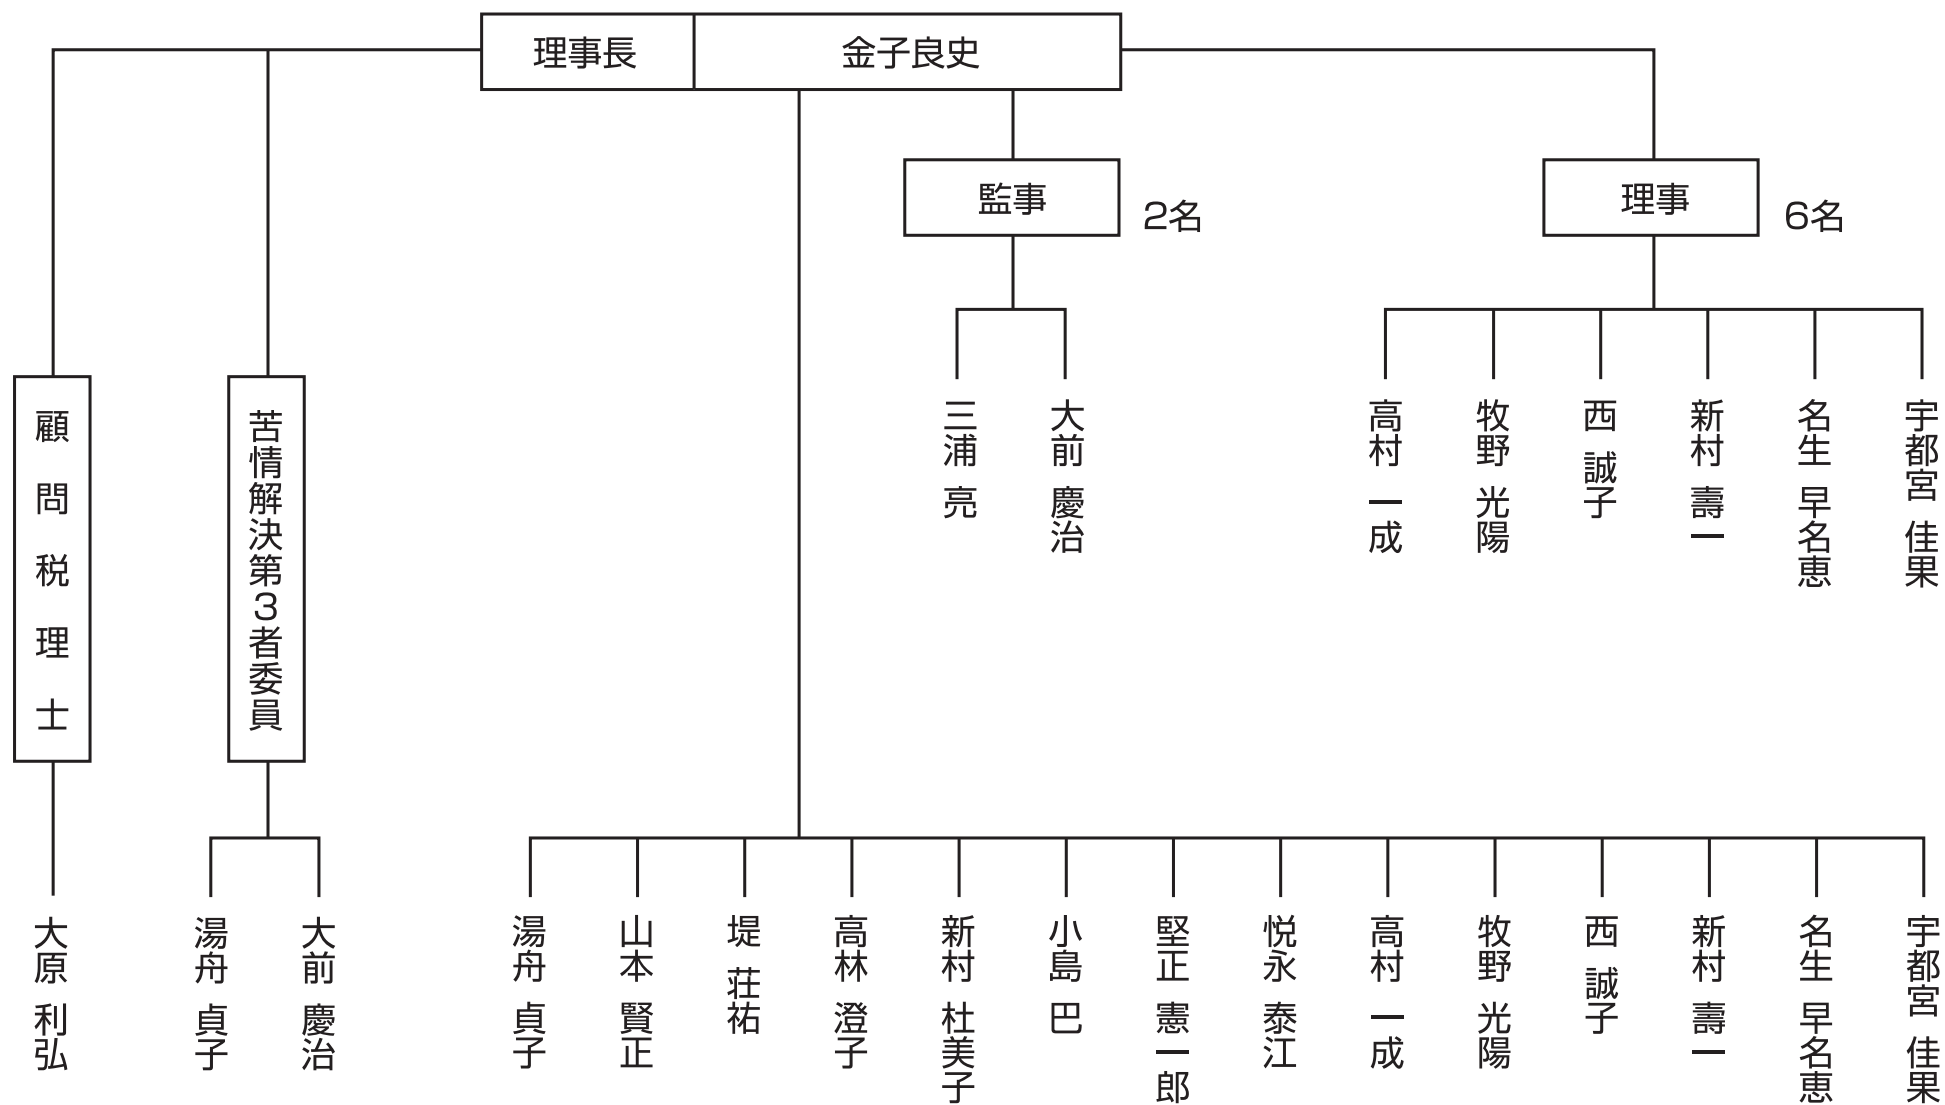 理事長 金子良史
監事
2名
理事
6名
三浦 亮
大前 慶治
高村 一成
牧野 光陽
西 誠子
新村 壽一
名生 早名恵
宇都宮 佳果
顧問税理士
苦情解決第3者委員
大原 利弘
湯舟 貞子
大前 慶治
湯舟 貞子
山本 賢正
堤 荘祐
高林 澄子
新村 杜美子
小島 巴
堅正 憲一郎
悦永 泰江
高村 一成
牧野 光陽
西 誠子
新村 壽一
名生 早名恵
宇都宮 佳果